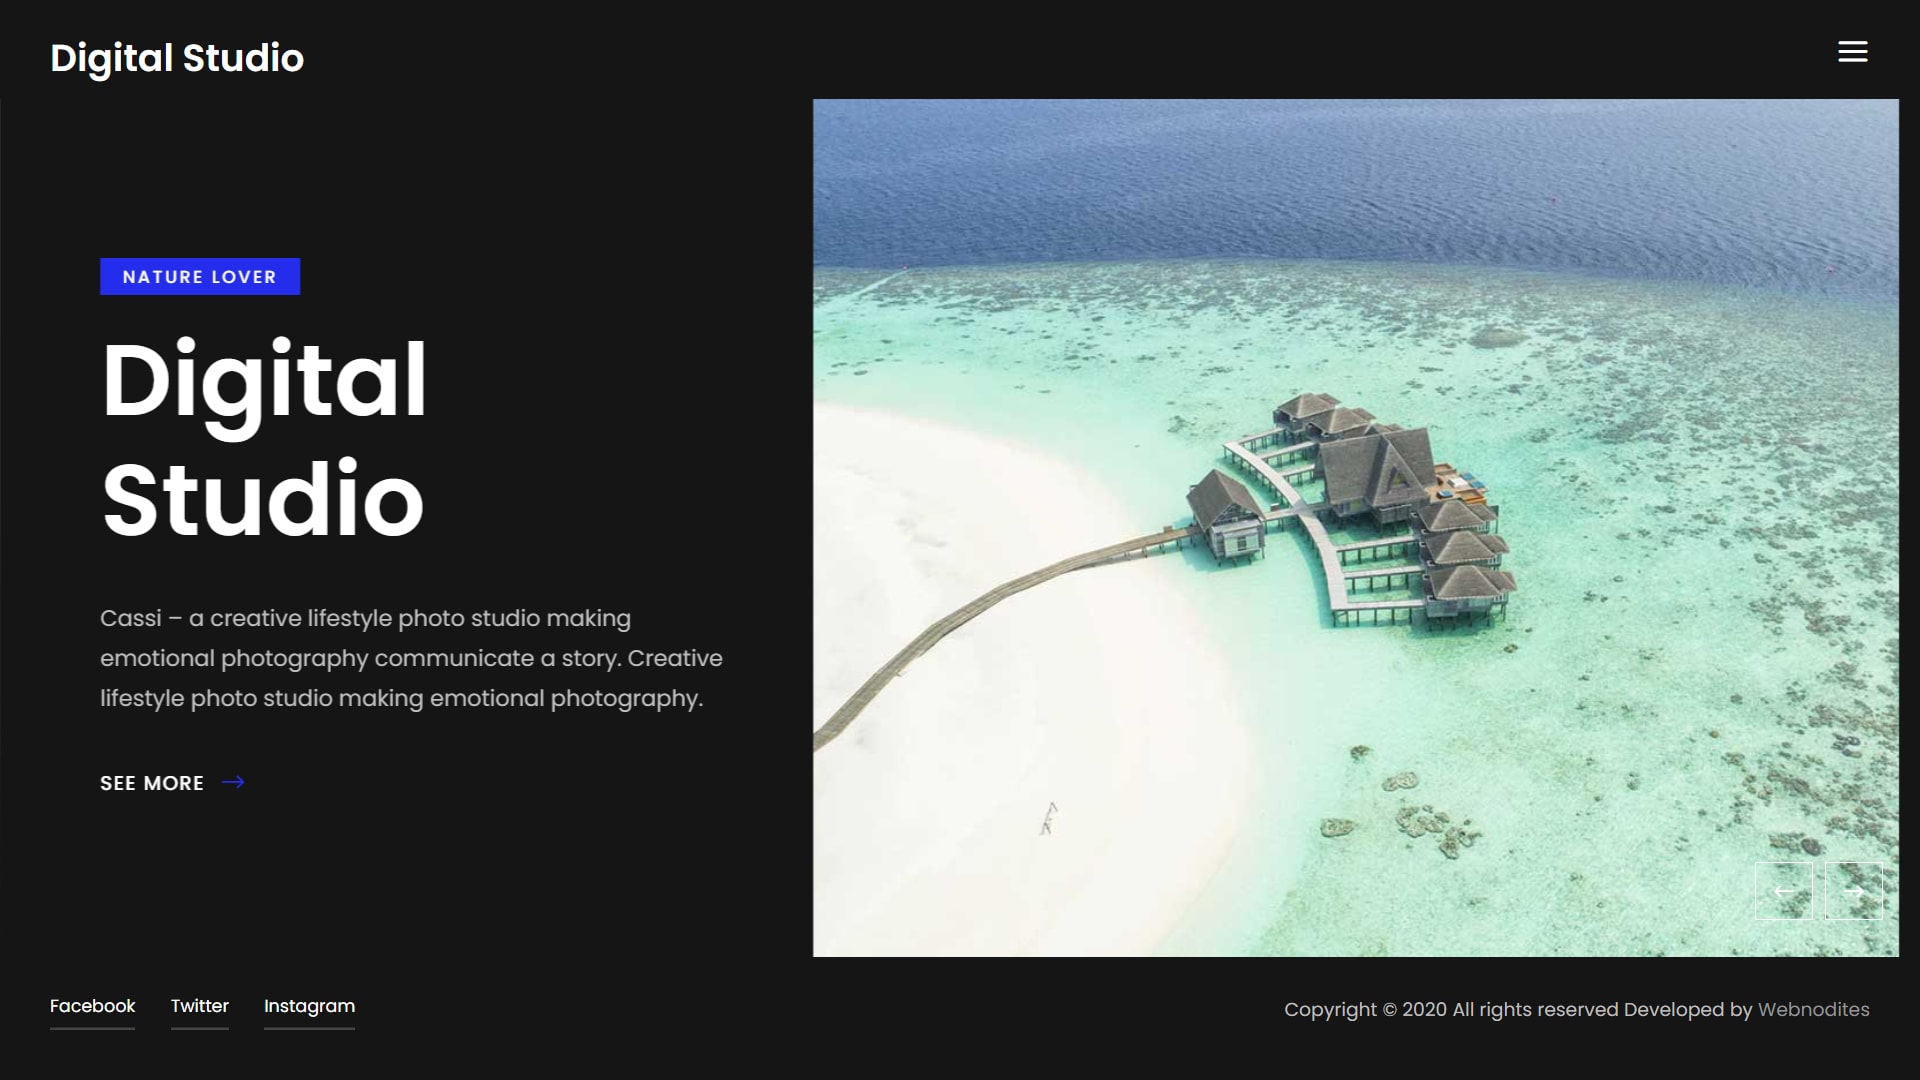 Digital Studio
NATURE LOVER
Digital
Studio
Cassi – a creative lifestyle photo studio making
emotional photography communicate a story. Creative
lifestyle photo studio making emotional photography.
SEE MORE
Facebook Twitter Instagram
Copyright © 2020 All rights reserved Developed by Webnodites